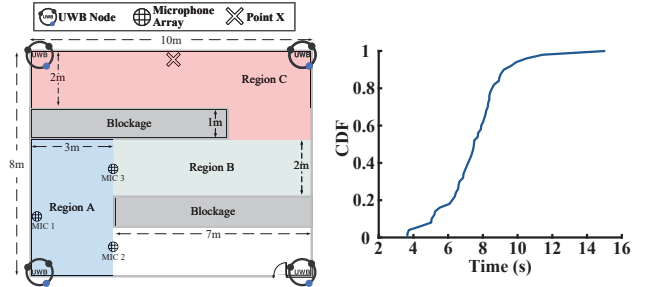 UWB UWB Node Microphone Array Point X
10m
UWB UWB
2m Region C
Blockage 1m
3m
8m
MIC 3 Region B 2m
Region A
MIC 1
Blockage
7m
MIC 2
UWB UWB
CDF
1
0.8
0.6
0.4
0.2
0
2 4 6 8 10 12 14 16
Time (s)